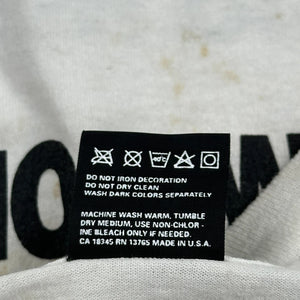 40°C
DO NOT IRON DECORATION
DO NOT DRY CLEAN
WASH DARK COLORS SEPARATELY
MACHINE WASH WARM, TUMBLE
DRY MEDIUM, USE NON-CHLOR-
INE BLEACH ONLY IF NEEDED.
CA 18345 RN 13765 MADE IN U.S.A.